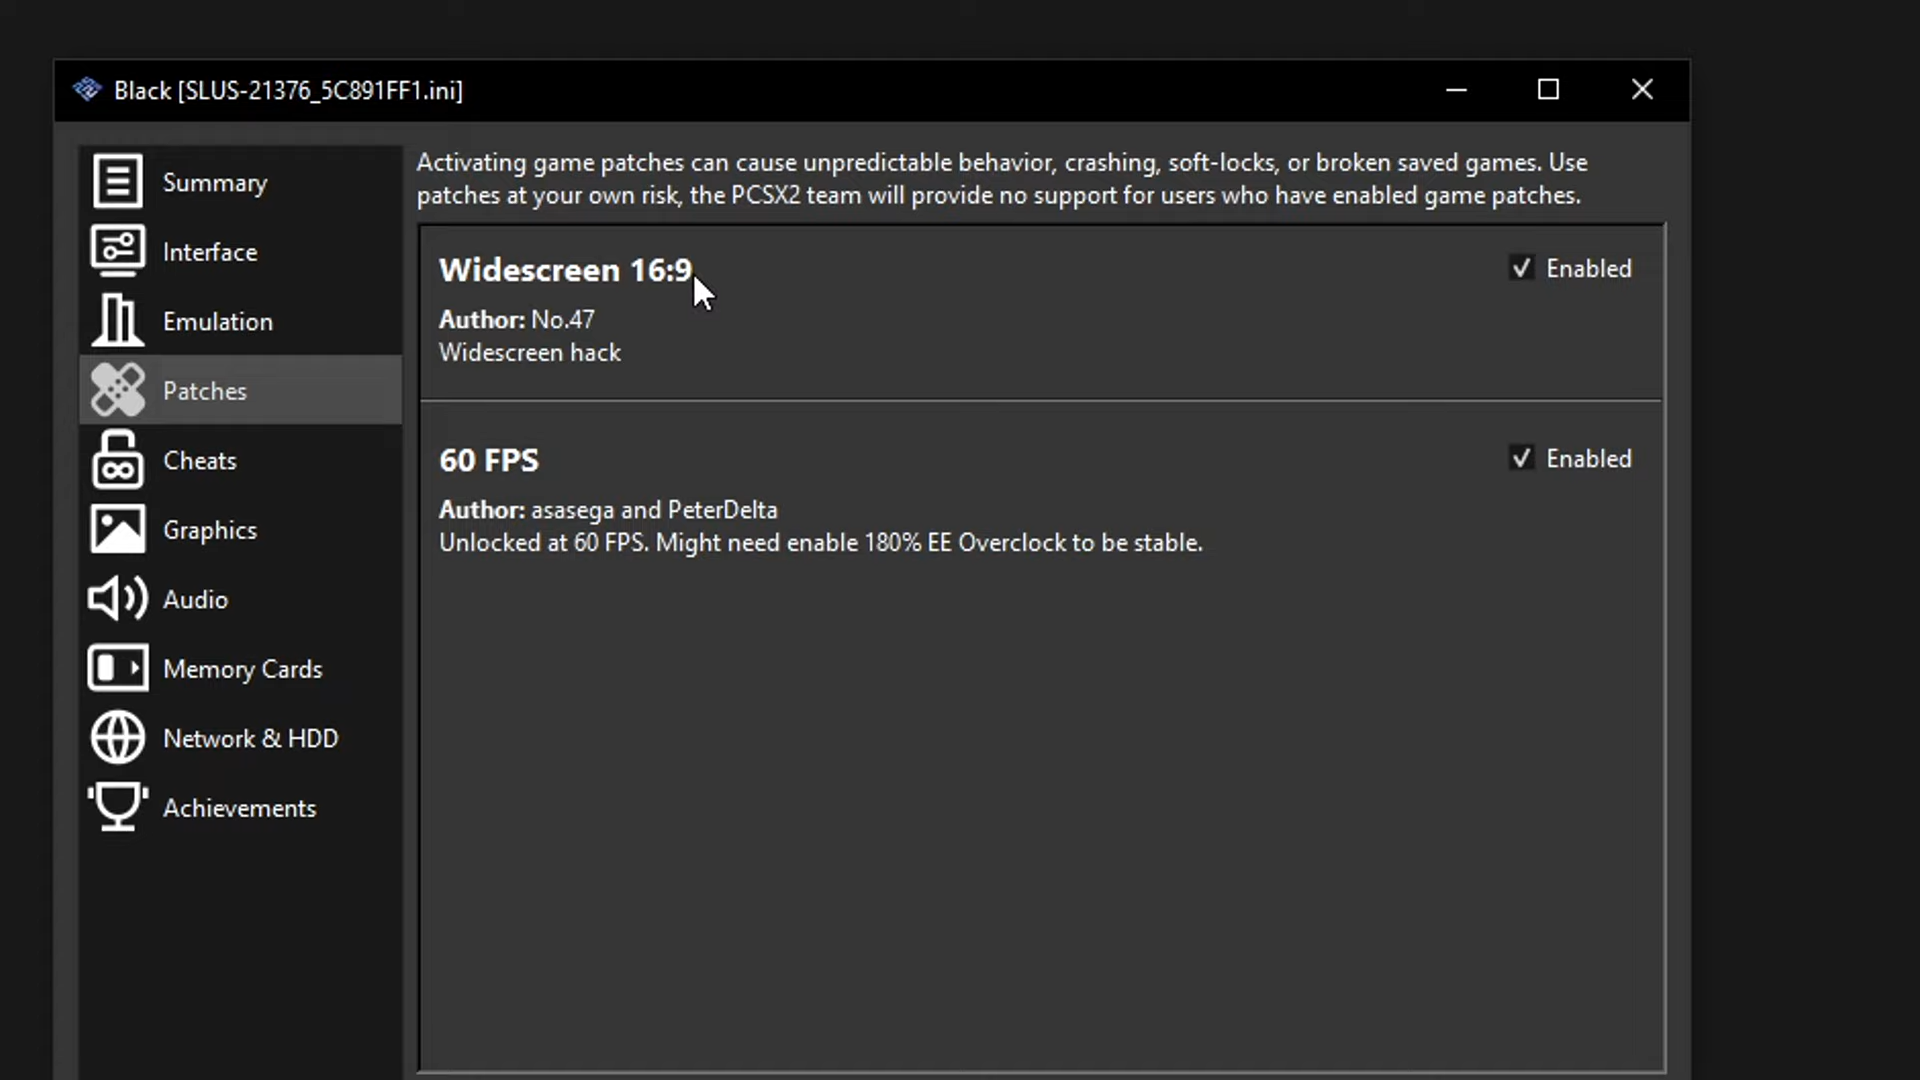 Black [SLUS-21376_5C891FF1.ini]
Summary
Interface
Emulation
Patches
Cheats
Graphics
Audio
Memory Cards
Network & HDD
Achievements
Activating game patches can cause unpredictable behavior, crashing, soft-locks, or broken saved games. Use
patches at your own risk, the PCSX2 team will provide no support for users who have enabled game patches.
Widescreen 16:9
Enabled
Author: No.47
Widescreen hack
60 FPS
Enabled
Author: asasega and PeterDelta
Unlocked at 60 FPS. Might need enable 180% EE Overclock to be stable.